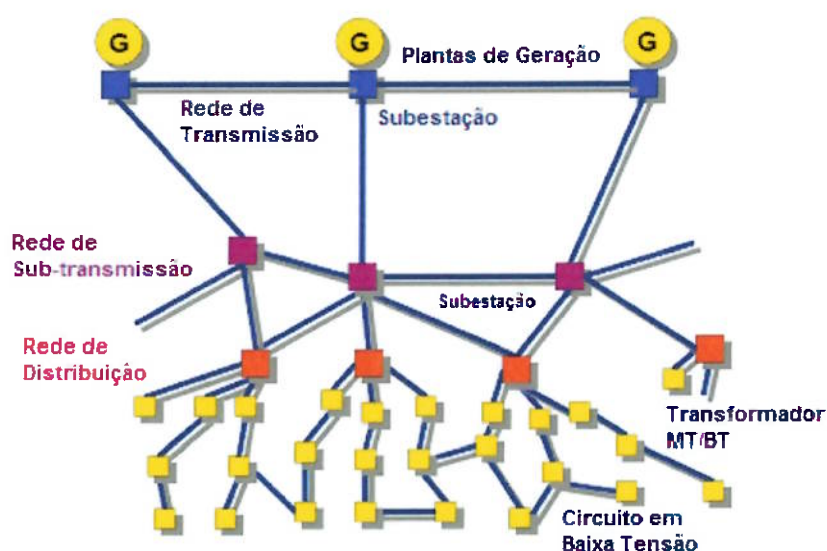 G
G
G
Plantas de Geração
Rede de
Transmissão
Subestação
Rede de
Sub-transmissão
Subestação
Rede de
Distribuição
Transformador
MT/BT
Circuito em
Baixa Tensão